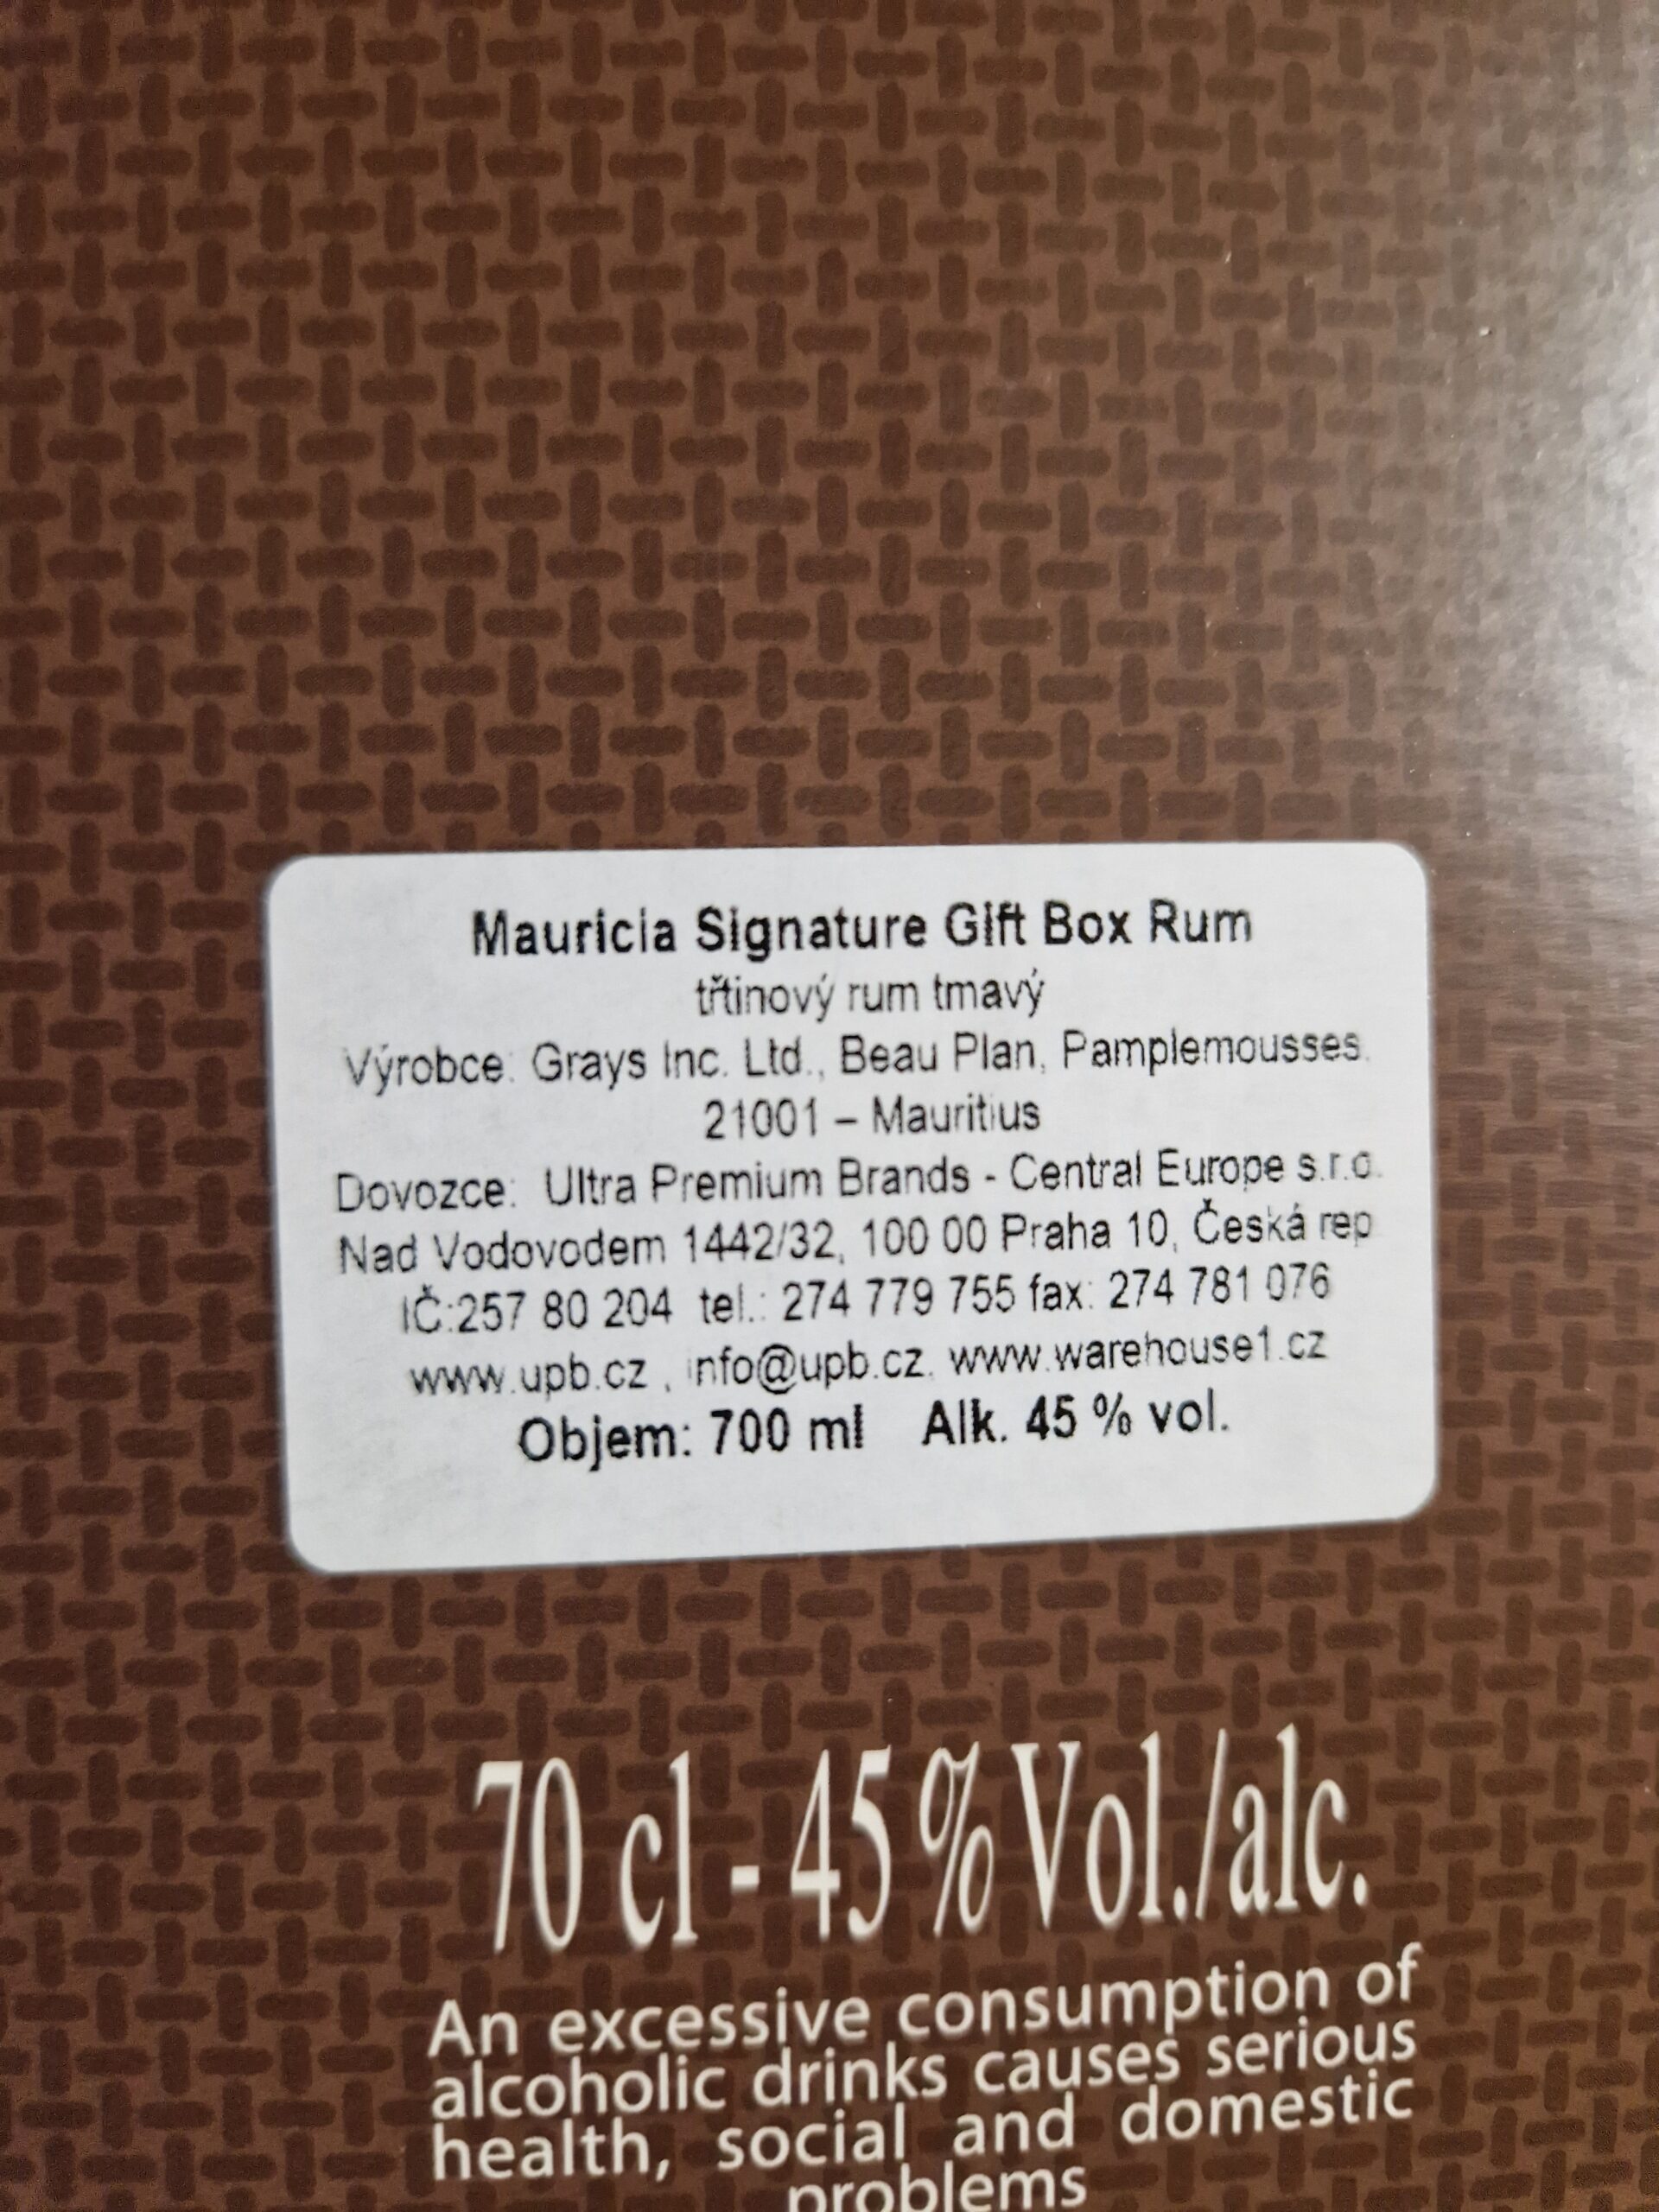 Mauricia Signature Gift Box Rum
třtinový rum tmavý
Výrobce: Grays Inc. Ltd., Beau Plan, Pamplemousses,
21001 – Mauritius
Dovozce: Ultra Premium Brands - Central Europe s.r.o.
Nad Vodovodem 1442/32, 100 00 Praha 10, Česká rep
IČ:257 80 204 tel.: 274 779 755 fax: 274 781 076
www.upb.cz , info@upb.cz, www.warehouse1.cz
Objem: 700 ml Alk. 45 % vol.
70 cl - 45 % Vol./alc.
An excessive consumption of
alcoholic drinks causes serious
health, social and domestic
problems